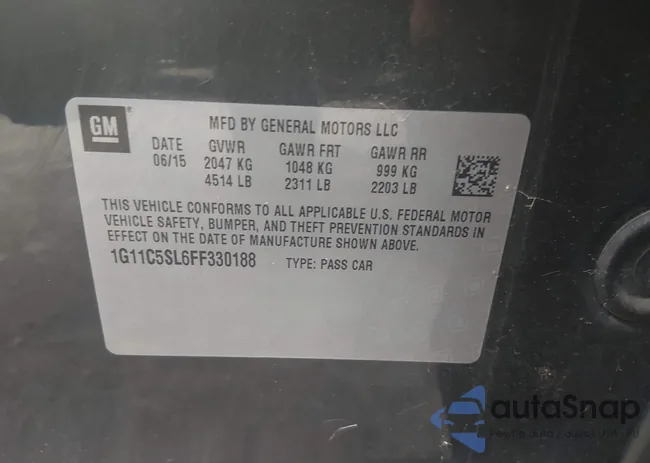 GM
MFD BY GENERAL MOTORS LLC
DATE GVWR GAWR FRT GAWR RR
06/15 2047 KG 1048 KG 999 KG
4514 LB 2311 LB 2203 LB
THIS VEHICLE CONFORMS TO ALL APPLICABLE U.S. FEDERAL MOTOR
VEHICLE SAFETY, BUMPER, AND THEFT PREVENTION STANDARDS IN
EFFECT ON THE DATE OF MANUFACTURE SHOWN ABOVE.
1G11C5SL6FF330188 TYPE: PASS CAR
autaSnap